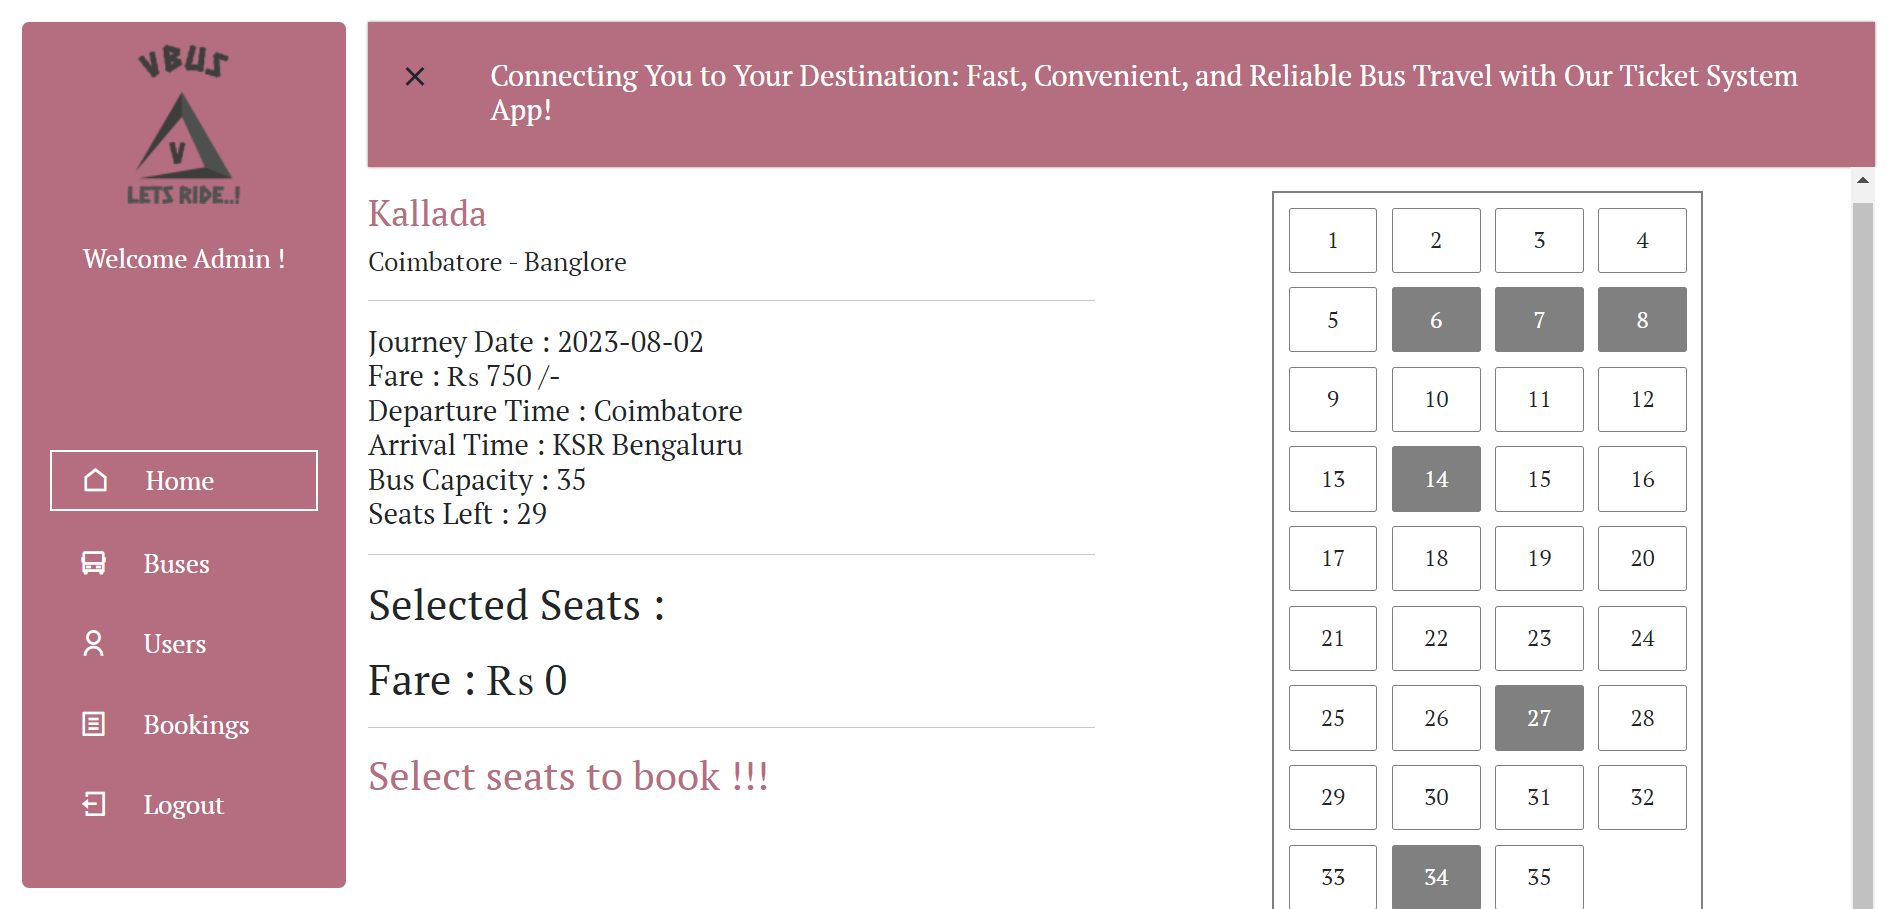 VBUS
V
LETS RIDE..!
Welcome Admin !
Home
Buses
Users
Bookings
Logout
Connecting You to Your Destination: Fast, Convenient, and Reliable Bus Travel with Our Ticket System
App!
Kallada
Coimbatore - Banglore
Journey Date : 2023-08-02
Fare : Rs 750 /-
Departure Time : Coimbatore
Arrival Time : KSR Bengaluru
Bus Capacity : 35
Seats Left : 29
Selected Seats :
Fare : Rs 0
Select seats to book !!!
1 2 3 4
5 6 7 8
9 10 11 12
13 14 15 16
17 18 19 20
21 22 23 24
25 26 27 28
29 30 31 32
33 34 35